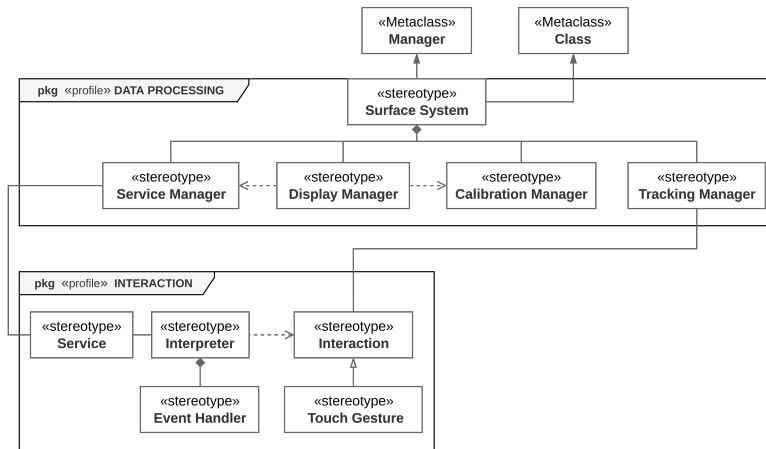 «Metaclass»
Manager
«Metaclass»
Class
pkg «profile» DATA PROCESSING
«stereotype»
Surface System
«stereotype»
Service Manager
«stereotype»
Display Manager
«stereotype»
Calibration Manager
«stereotype»
Tracking Manager
pkg «profile» INTERACTION
«stereotype»
Service
«stereotype»
Interpreter
«stereotype»
Interaction
«stereotype»
Event Handler
«stereotype»
Touch Gesture